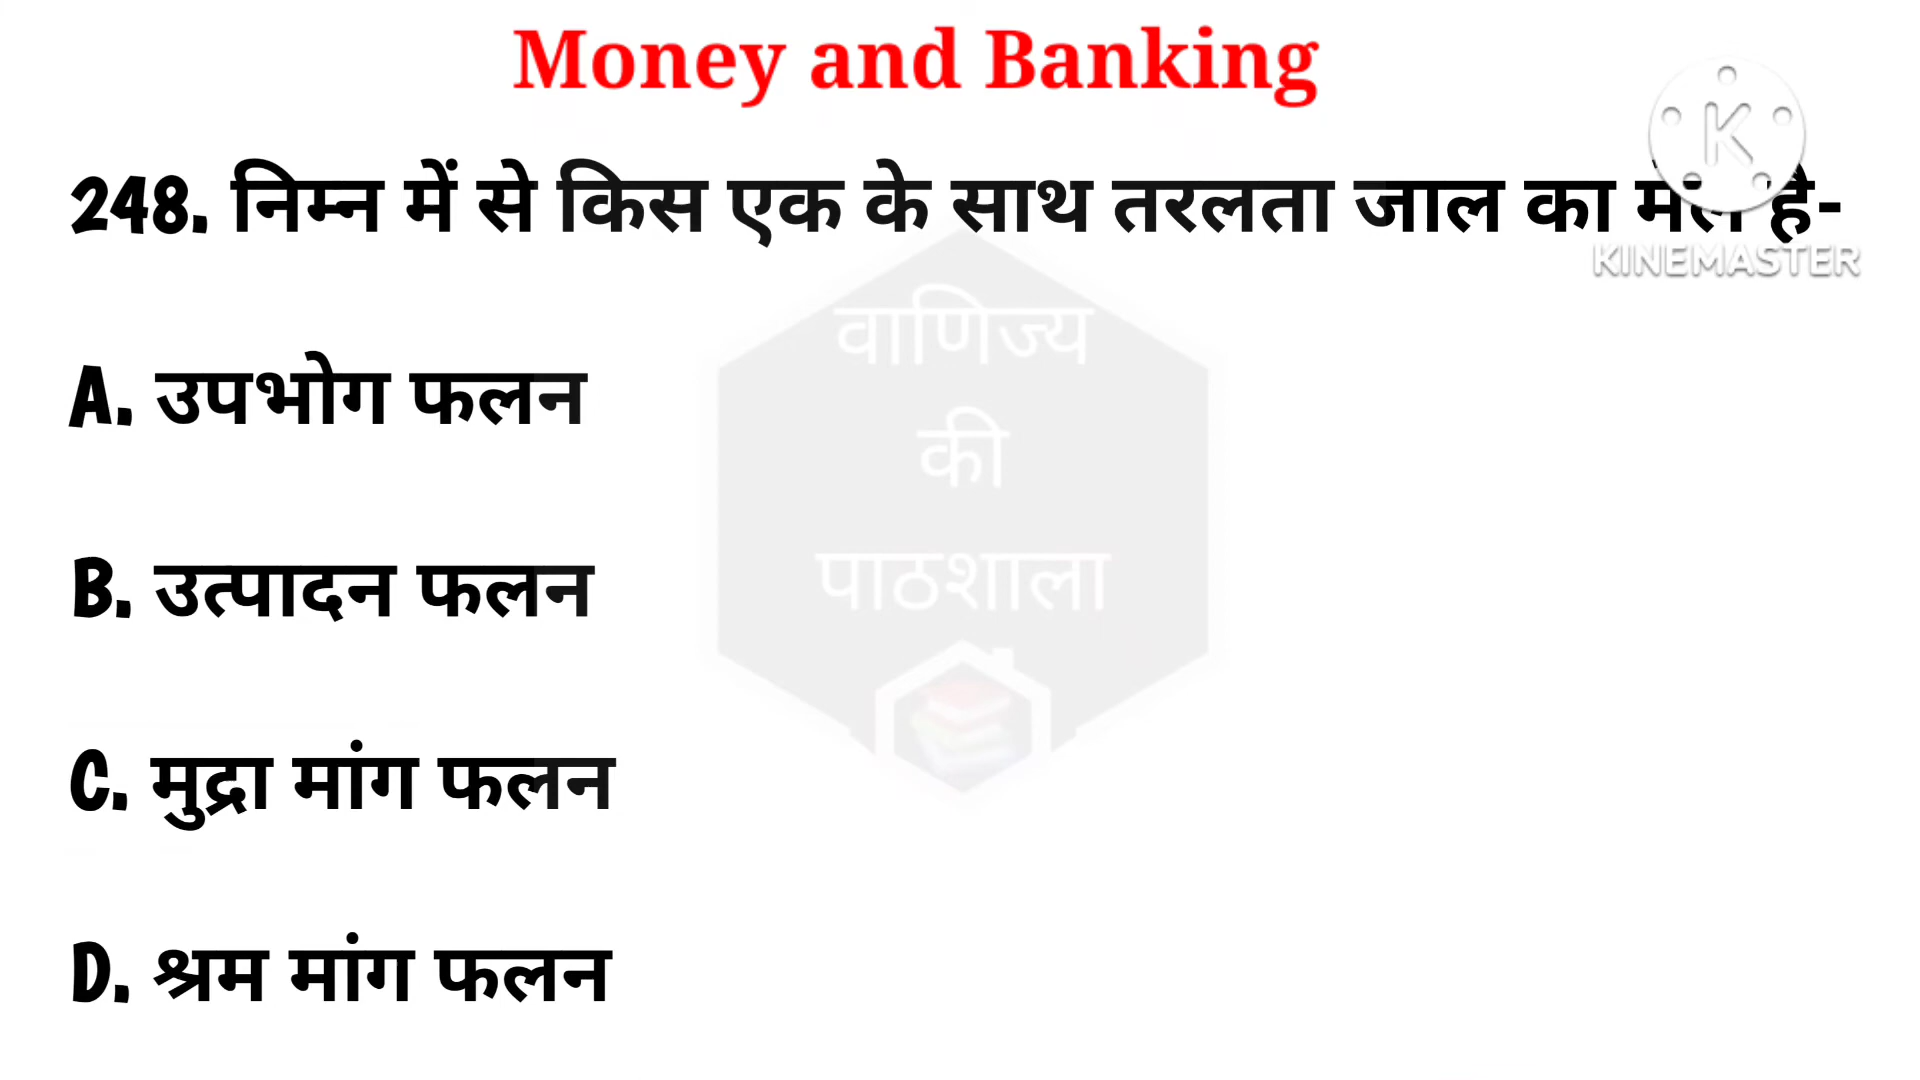 Money and Banking
248. निम्न में से किस एक के साथ तरलता जाल का है-
KINEMASTER
वाणिज्य
की
पाठशाला
A. उपभोग फलन
B. उत्पादन फलन
C. मुद्रा मांग फलन
D. श्रम मांग फलन